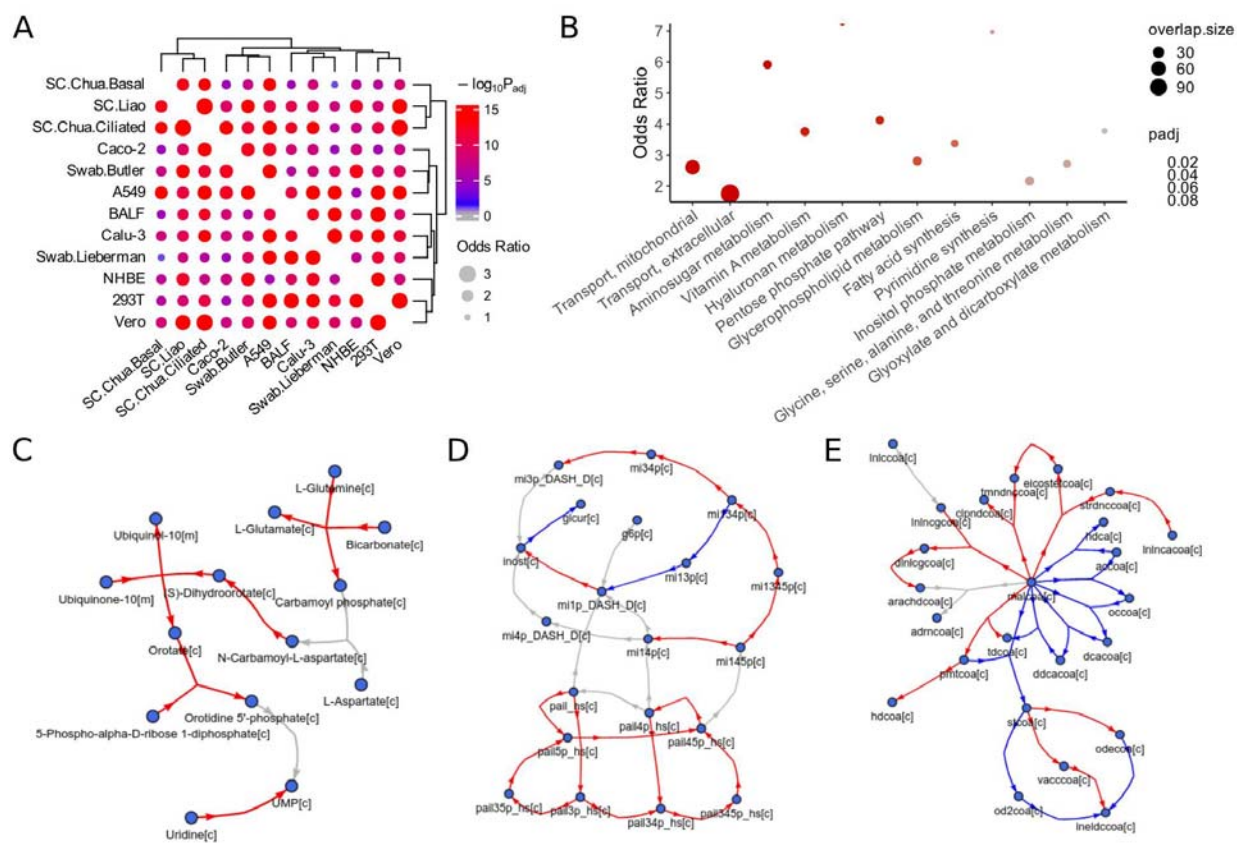 A
SC.Chua.Basal
SC.Liao
SC.Chua.Ciliated
Caco-2
Swab.Butler
A549
BALF
Calu-3
Swab.Lieberman
NHBE
293T
Vero
SC.Chua.Basal
SC.Liao
SC.Chua.Ciliated
Caco-2
Swab.Butler
A549
BALF
Calu-3
Swab.Lieberman
NHBE
293T
Vero
− log10Padj
15
10
5
0
Odds Ratio
3
2
1
B
Odds Ratio
7
6
5
4
3
2
Transport, mitochondrial
Transport, extracellular
Aminosugar metabolism
Vitamin A metabolism
Hyaluronan metabolism
Pentose phosphate pathway
Glycerophospholipid metabolism
Fatty acid synthesis
Pyrimidine synthesis
Inositol phosphate metabolism
Glycine, serine, alanine, and threonine metabolism
Glyoxylate and dicarboxylate metabolism
overlap.size
30
60
90
padj
0.02
0.04
0.06
0.08
C
L-Glutamine[c]
L-Glutamate[c]
Ubiquinol-10[m]
Bicarbonate[c]
Ubiquinone-10[m]
(S)-Dihydroorotate[c]
Carbamoyl phosphate[c]
Orotate[c]
N-Carbamoyl-L-aspartate[c]
L-Aspartate[c]
Orotidine 5'-phosphate[c]
5-Phospho-alpha-D-ribose 1-diphosphate[c]
UMP[c]
Uridine[c]
D
mi34p[c]
mi3p_DASH_D[c]
glcur[c]
g6p[c]
mi134p[c]
inost[c]
mi13p[c]
mi1345p[c]
mi1p_DASH_D[c]
mi4p_DASH_D[c]
mi14p[c]
mi145p[c]
pail_hs[c]
pail4p_hs[c]
pail45p_hs[c]
pail5p_hs[c]
pail35p_hs[c]
pail3p_hs[c]
pail34p_hs[c]
pail345p_hs[c]
E
lnlccoa[c]
eicostetcoa[c]
tmndnccoa[c]
clpndcoa[c]
strdnccoa[c]
lnlncgcoa[c]
hdca[c]
lnlncacoa[c]
dlnlcgcoa[c]
accoa[c]
malcoa[c]
arachdcoa[c]
occoa[c]
adrncoa[c]
tdcoa[c]
dcacoa[c]
pmtcoa[c]
ddcacoa[c]
hdcoa[c]
stcoa[c]
odecoa[c]
vacccoa[c]
od2coa[c]
lneldccoa[c]